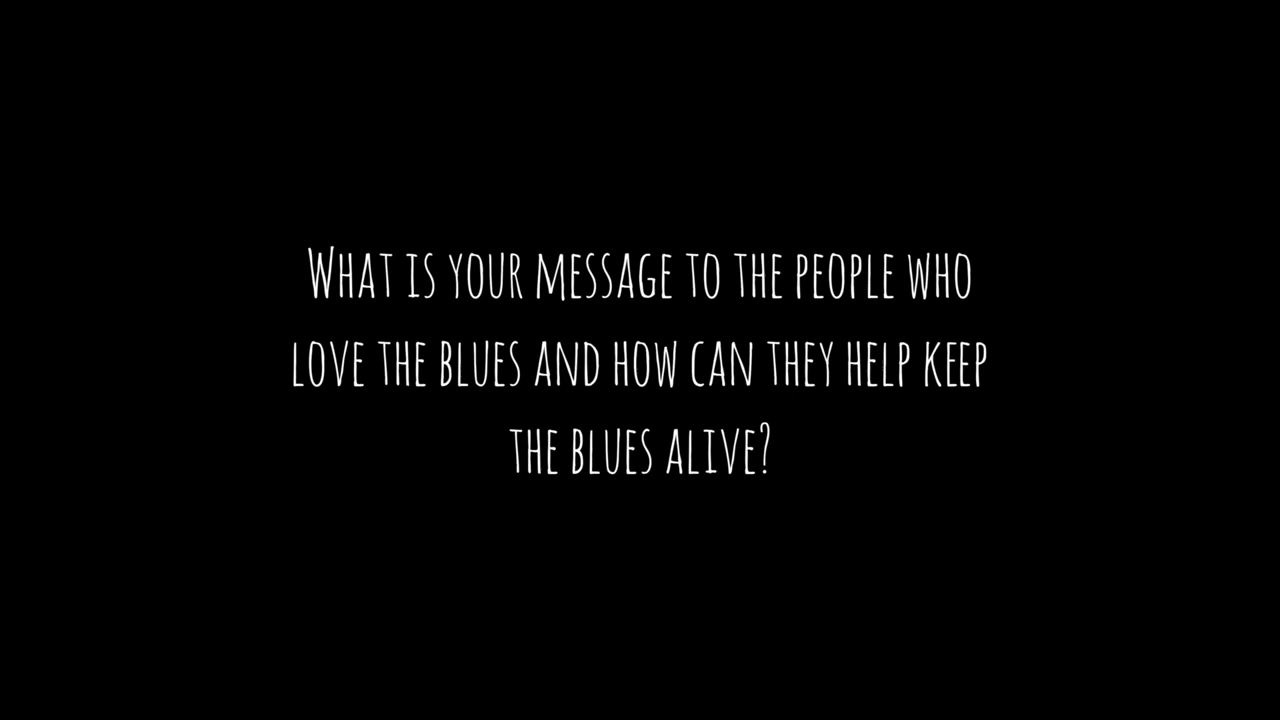 What is your message to the people who
love the blues and how can they help keep
the blues alive?